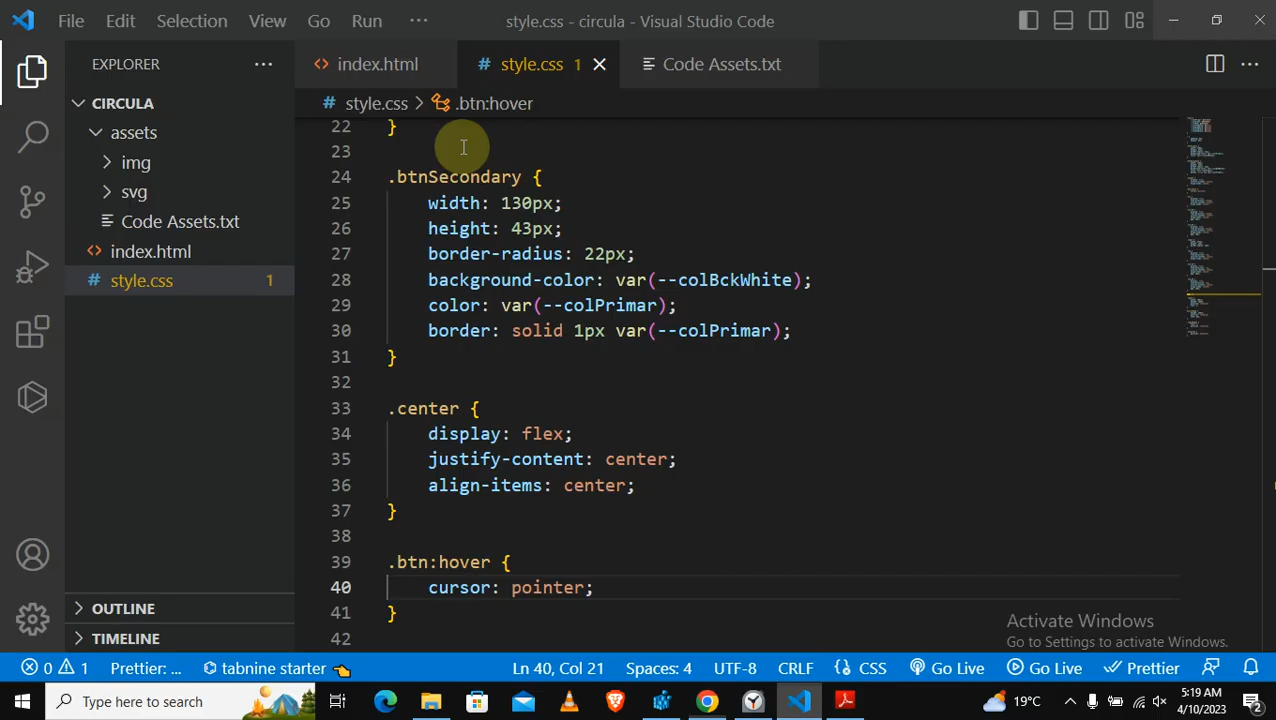 File Edit Selection View Go Run ··· style.css - circula - Visual Studio Code
EXPLORER ···
index.html
style.css 1
Code Assets.txt
style.css > .btn:hover
CIRCULA
assets
img
svg
Code Assets.txt
index.html
style.css 1
OUTLINE
TIMELINE
22 }
23
24 .btnSecondary {
25 width: 130px;
26 height: 43px;
27 border-radius: 22px;
28 background-color: var(--colBckWhite);
29 color: var(--colPrimar);
30 border: solid 1px var(--colPrimar);
31 }
32
33 .center {
34 display: flex;
35 justify-content: center;
36 align-items: center;
37 }
38
39 .btn:hover {
40 cursor: pointer;
41 }
42
Activate Windows
Go to Settings to activate Windows.
0 1 Prettier: ... tabnine starter Ln 40, Col 21 Spaces: 4 UTF-8 CRLF CSS Go Live Go Live Prettier
Type here to search 19°C 5:19 AM
4/10/2023 2